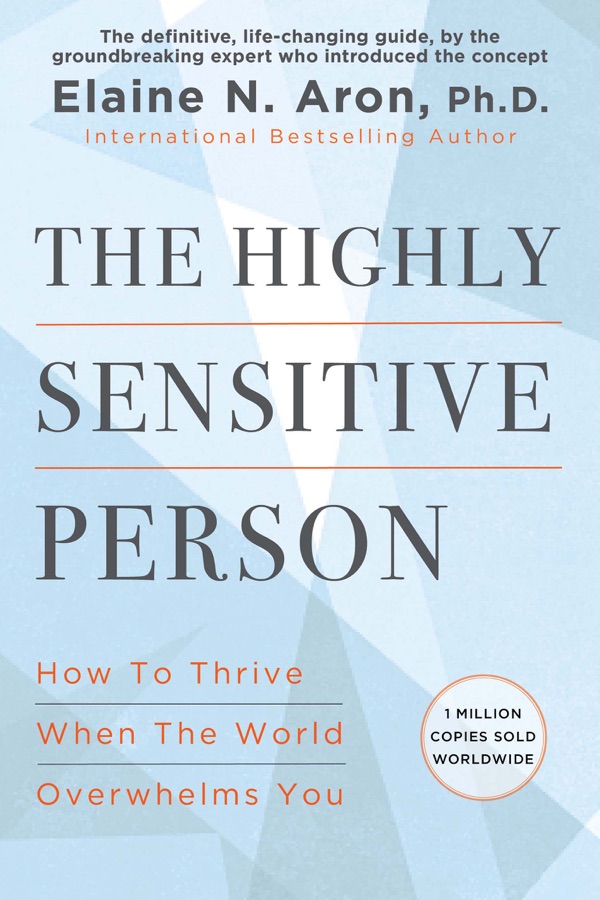 The definitive, life-changing guide, by the
groundbreaking expert who introduced the concept
Elaine N. Aron, Ph.D.
International Bestselling Author
THE HIGHLY
SENSITIVE
PERSON
How To Thrive
When The World
Overwhelms You
1 MILLION
COPIES SOLD
WORLDWIDE